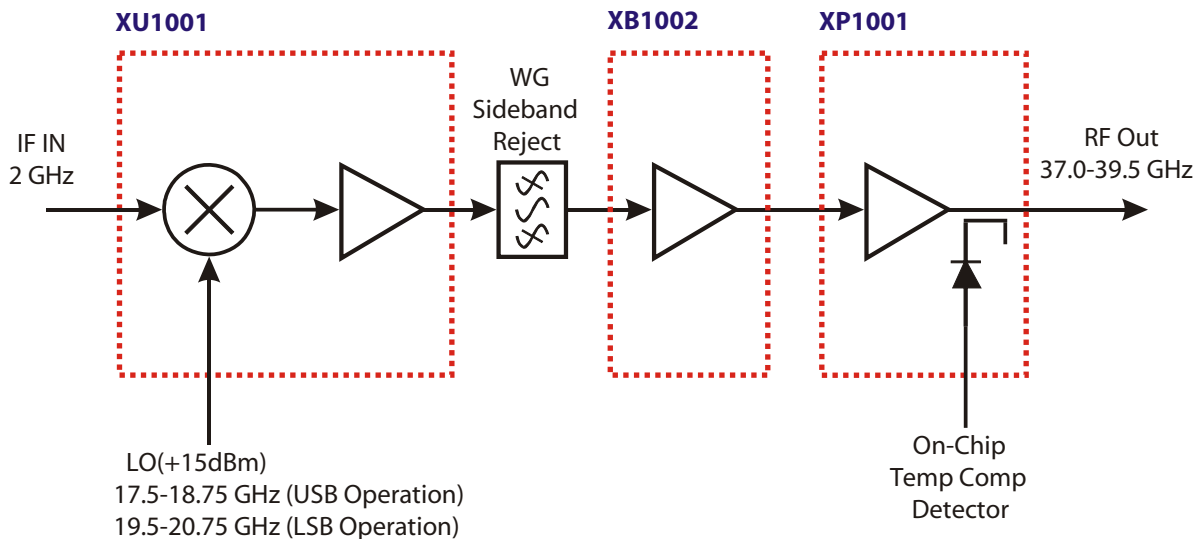 XU1001
XB1002
XP1001
WG
Sideband
Reject
IF IN
2 GHz
RF Out
37.0-39.5 GHz
LO(+15dBm)
17.5-18.75 GHz (USB Operation)
19.5-20.75 GHz (LSB Operation)
On-Chip
Temp Comp
Detector